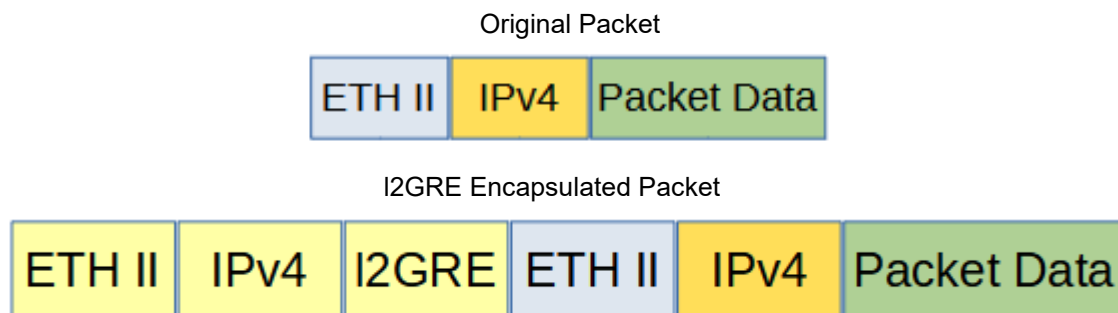 Original Packet
ETH II IPv4 Packet Data
l2GRE Encapsulated Packet
ETH II IPv4 l2GRE ETH II IPv4 Packet Data